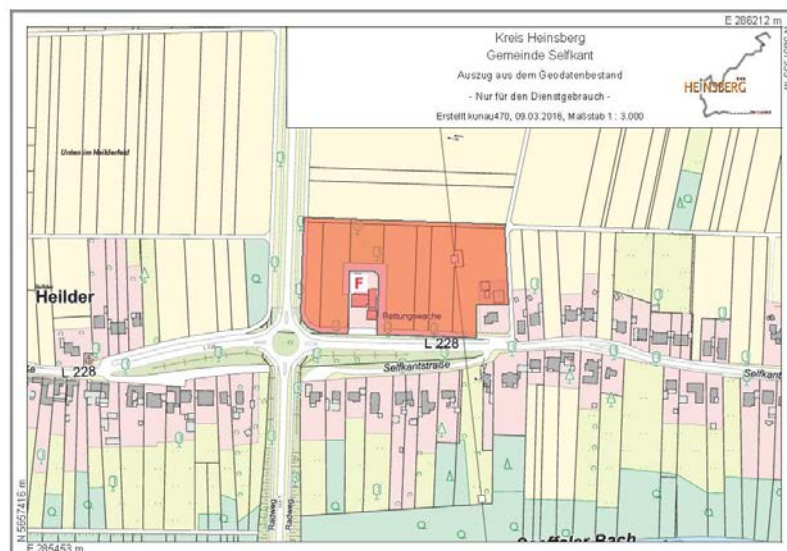 E 286212 m
Kreis Heinsberg
Gemeinde Selfkant
Auszug aus dem Geodatenbestand
- Nur für den Dienstgebrauch -
Erstellt kunau470, 09.03.2016, Maßstab 1 : 3.000
HEINSBERG
Unten im Heilderfeld
Heilder
F
Rettungswache
L 228
L 228
Selfkantstraße
Selfkant
Radweg
Radweg
N 5657416 m
E 285453 m